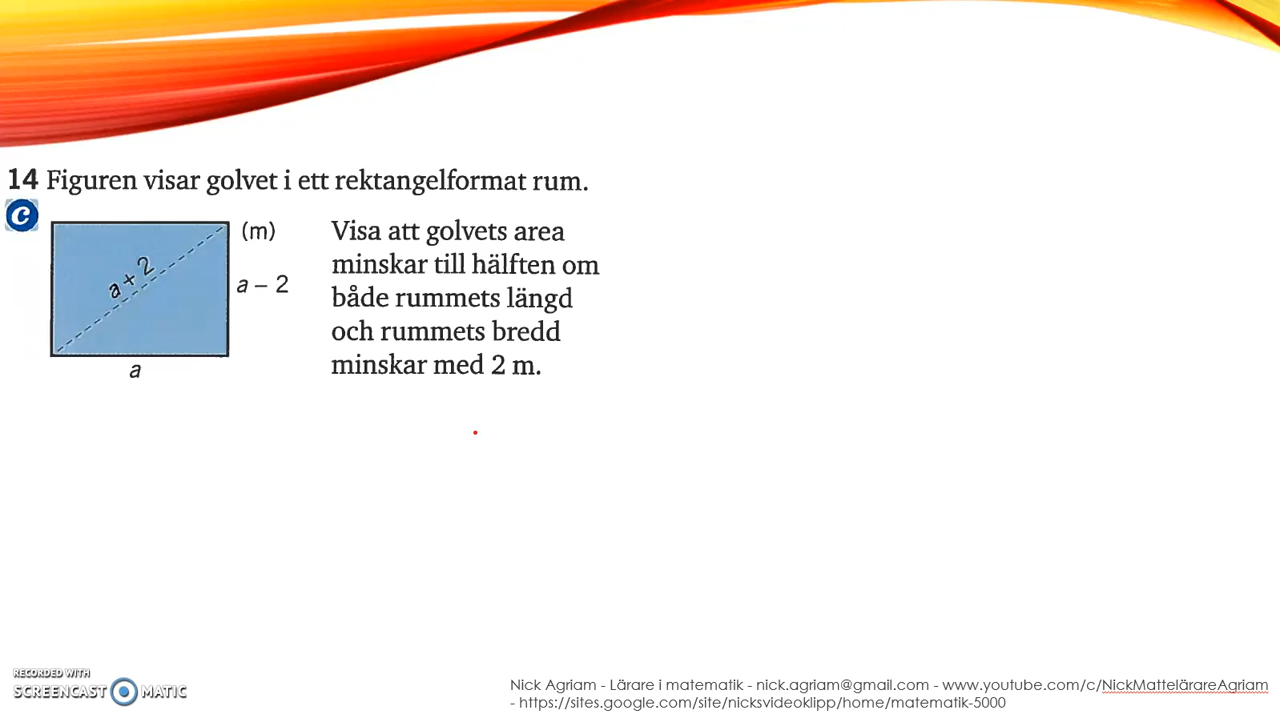 14 Figuren visar golvet i ett rektangelformat rum.
C
(m)
a + 2
a – 2
a
Visa att golvets area
minskar till hälften om
både rummets längd
och rummets bredd
minskar med 2 m.
RECORDED WITH
SCREENCAST MATIC
Nick Agriam - Lärare i matematik - nick.agriam@gmail.com - www.youtube.com/c/NickMattelärareAgriam
- https://sites.google.com/site/nicksvideoklipp/home/matematik-5000